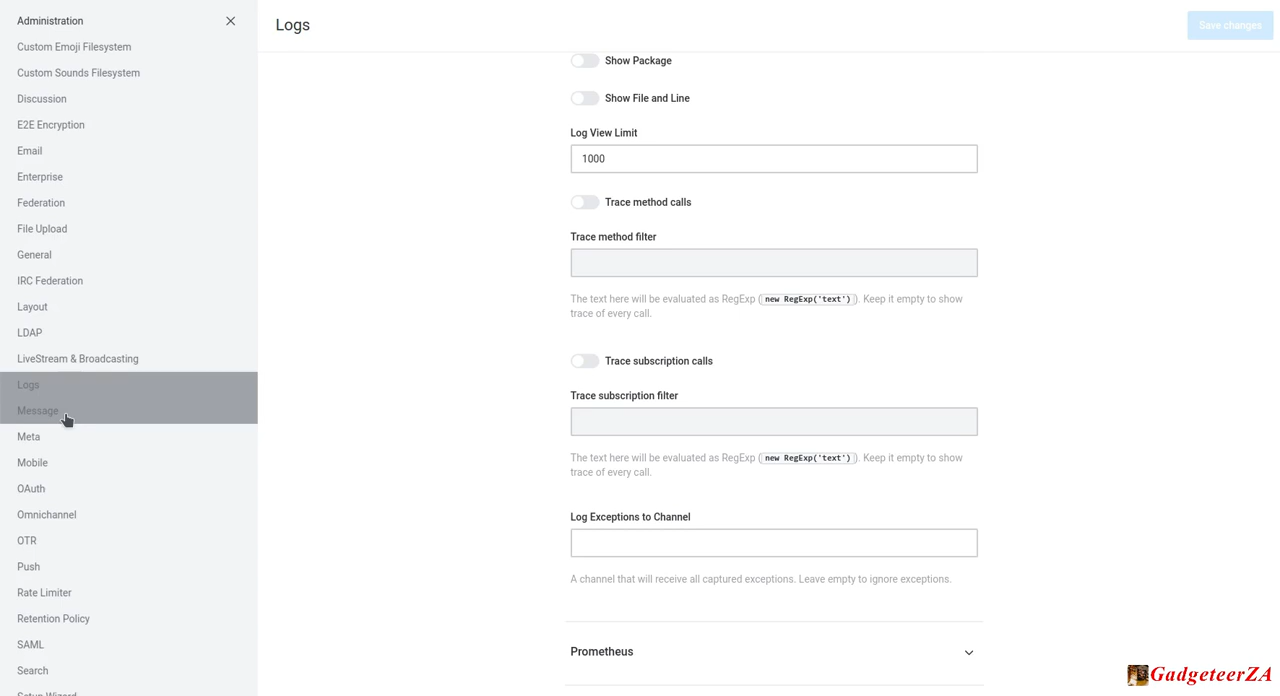 Administration
Custom Emoji Filesystem
Custom Sounds Filesystem
Discussion
E2E Encryption
Email
Enterprise
Federation
File Upload
General
IRC Federation
Layout
LDAP
LiveStream & Broadcasting
Logs
Message
Meta
Mobile
OAuth
Omnichannel
OTR
Push
Rate Limiter
Retention Policy
SAML
Search
Setup Wizard
Logs
Save changes
Show Package
Show File and Line
Log View Limit
1000
Trace method calls
Trace method filter
The text here will be evaluated as RegExp (new RegExp('text')). Keep it empty to show
trace of every call.
Trace subscription calls
Trace subscription filter
The text here will be evaluated as RegExp (new RegExp('text')). Keep it empty to show
trace of every call.
Log Exceptions to Channel
A channel that will receive all captured exceptions. Leave empty to ignore exceptions.
Prometheus
GadgeteerZA